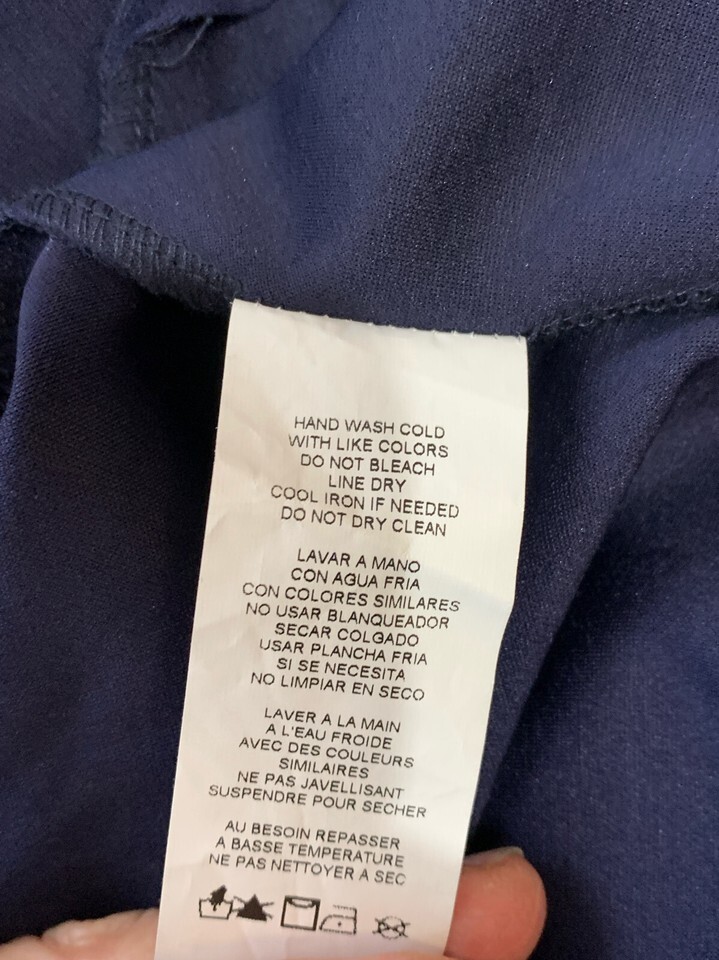 HAND WASH COLD
WITH LIKE COLORS
DO NOT BLEACH
LINE DRY
COOL IRON IF NEEDED
DO NOT DRY CLEAN
LAVAR A MANO
CON AGUA FRIA
CON COLORES SIMILARES
NO USAR BLANQUEADOR
SECAR COLGADO
USAR PLANCHA FRIA
SI SE NECESITA
NO LIMPIAR EN SECO
LAVER A LA MAIN
A L'EAU FROIDE
AVEC DES COULEURS
SIMILAIRES
NE PAS JAVELLISANT
SUSPENDRE POUR SECHER
AU BESOIN REPASSER
A BASSE TEMPERATURE
NE PAS NETTOYER A SEC